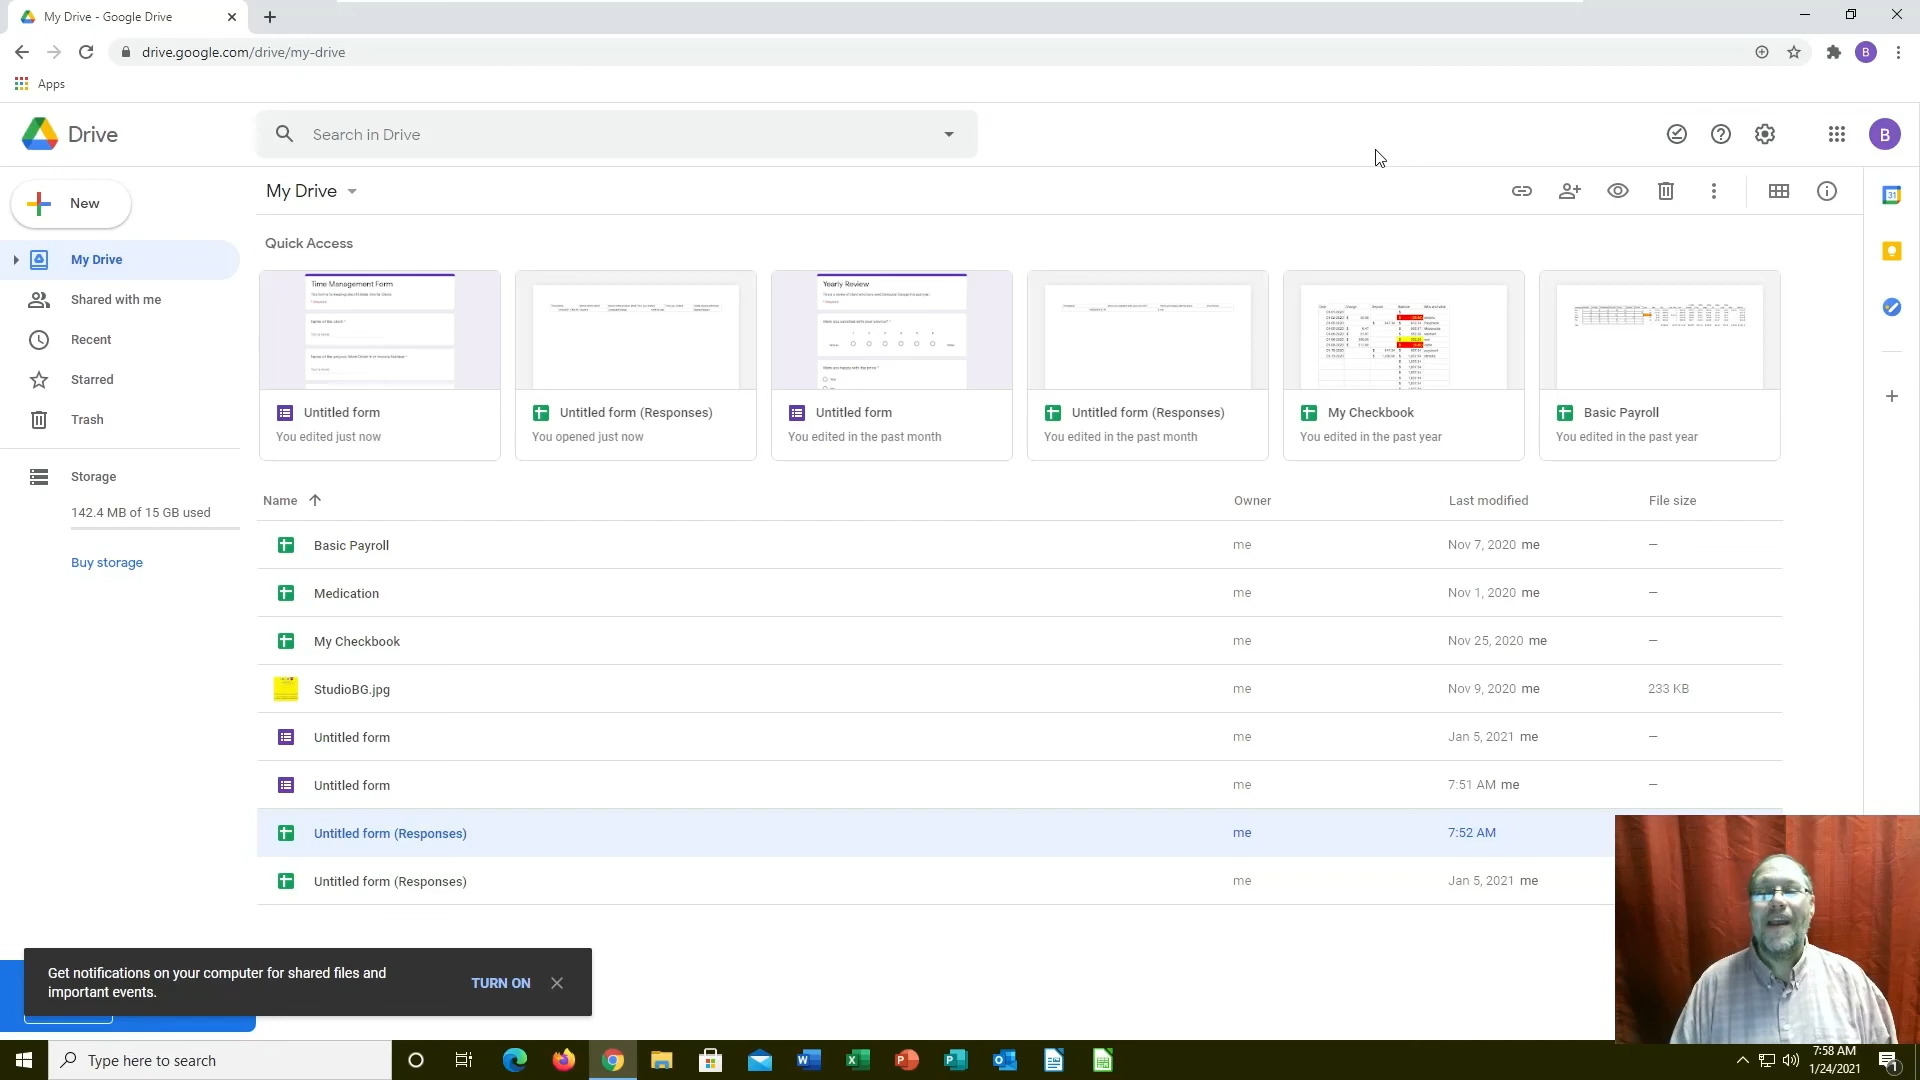 My Drive - Google Drive
drive.google.com/drive/my-drive
B
Apps
Drive
Search in Drive
B
New
My Drive
31
My Drive
Shared with me
Recent
Starred
Trash
Storage
142.4 MB of 15 GB used
Buy storage
Quick Access
Time Management Form
Yearly Review
Untitled form
You edited just now
Untitled form (Responses)
You opened just now
Untitled form
You edited in the past month
Untitled form (Responses)
You edited in the past month
My Checkbook
You edited in the past year
Basic Payroll
You edited in the past year
Name Owner Last modified File size
Basic Payroll me Nov 7, 2020 me –
Medication me Nov 1, 2020 me –
My Checkbook me Nov 25, 2020 me –
StudioBG.jpg me Nov 9, 2020 me 233 KB
Untitled form me Jan 5, 2021 me –
Untitled form me 7:51 AM me –
Untitled form (Responses) me 7:52 AM
Untitled form (Responses) me Jan 5, 2021 me
Get notifications on your computer for shared files and
important events.
TURN ON
Type here to search
7:58 AM
1/24/2021
1